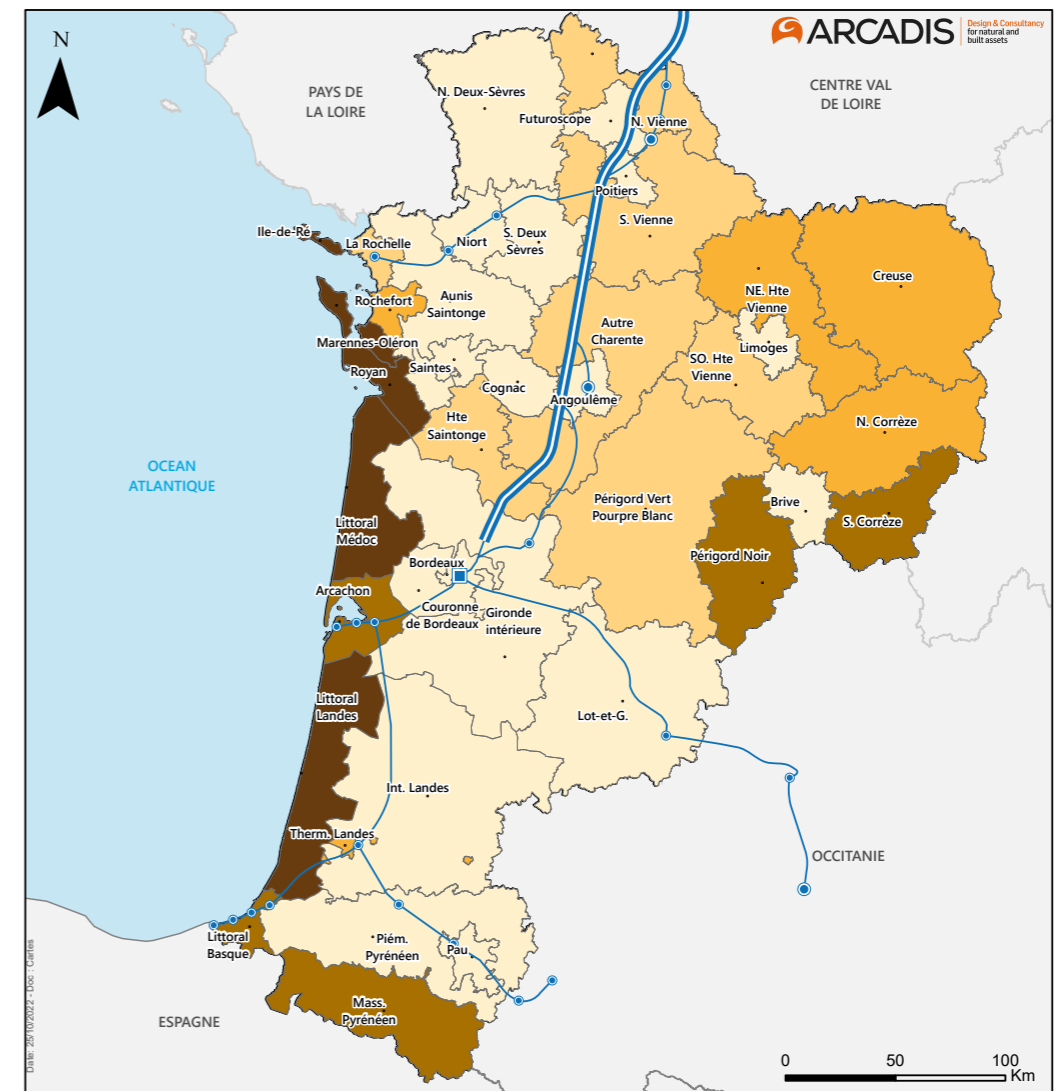 ARCADIS
Design & Consultancy
for natural and
built assets
N
PAYS DE
LA LOIRE
CENTRE VAL
DE LOIRE
N. Deux-Sèvres
Futuroscope
N. Vienne
Poitiers
S. Vienne
Ile-de-Ré
La Rochelle
Niort
S. Deux
Sèvres
Creuse
NE. Hte
Vienne
Rochefort
Aunis
Saintonge
Autre
Charente
Marennes-Oléron
Limoges
Royan
Saintes
SO. Hte
Vienne
Cognac
Angoulême
Hte
Saintonge
N. Corrèze
OCEAN
ATLANTIQUE
Périgord Vert
Pourpre Blanc
Brive
S. Corrèze
Littoral
Médoc
Périgord Noir
Bordeaux
Arcachon
Couronne
de Bordeaux
Gironde
intérieure
Littoral
Landes
Lot-et-G.
Int. Landes
Therm. Landes
OCCITANIE
Littoral
Basque
Piém.
Pyrénéen
Pau
Mass.
Pyrénéen
ESPAGNE
Date: 25/10/2022 - Doc : Cartes
0 50 100
Km